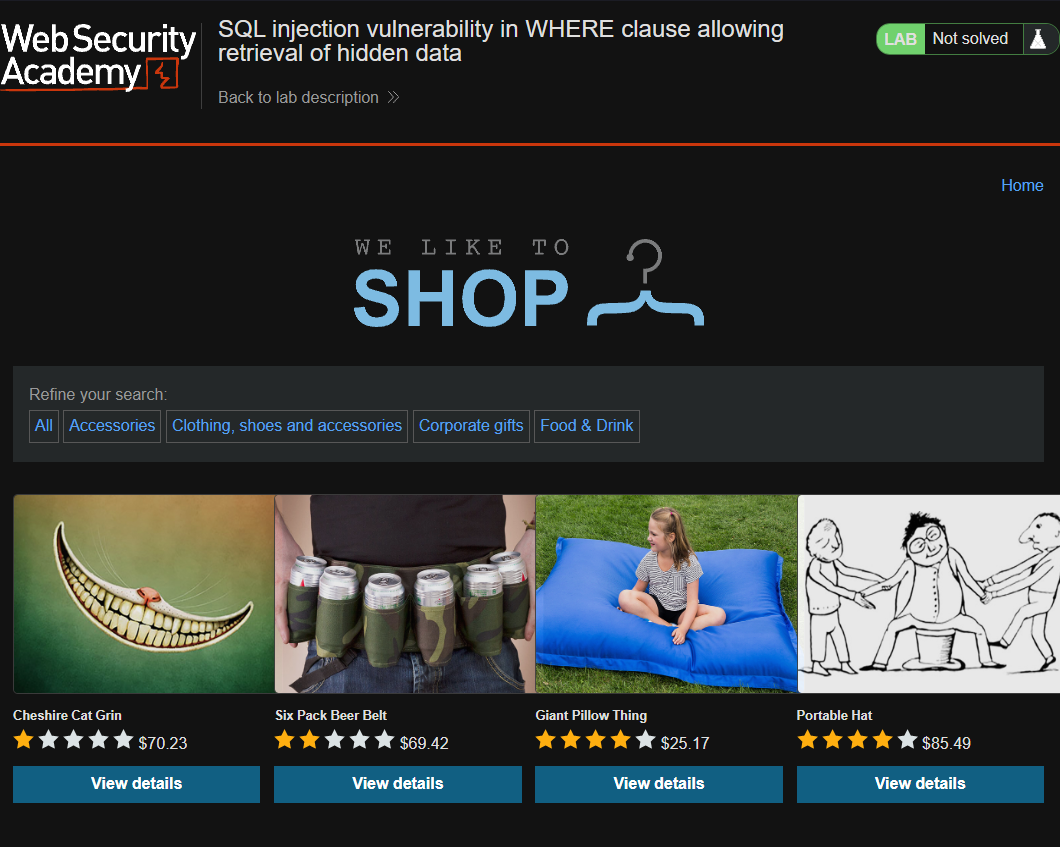 Web Security
Academy
SQL injection vulnerability in WHERE clause allowing
retrieval of hidden data
Back to lab description
LAB Not solved
Home
WE LIKE TO
SHOP
Refine your search:
All Accessories Clothing, shoes and accessories Corporate gifts Food & Drink
Cheshire Cat Grin Six Pack Beer Belt Giant Pillow Thing Portable Hat
$70.23 $69.42 $25.17 $85.49
View details View details View details View details